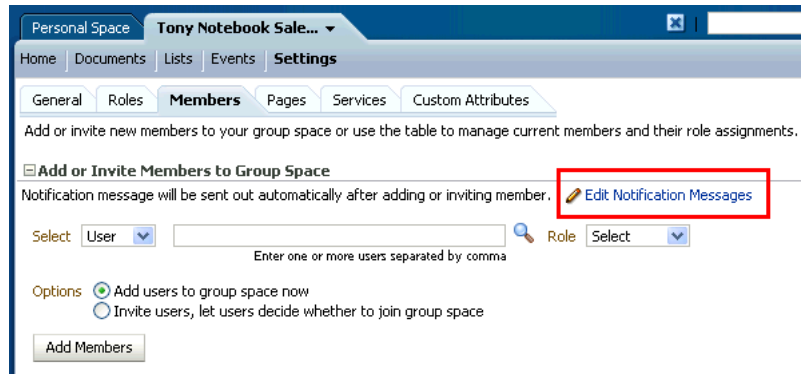 Personal Space Tony Notebook Sale...
Home Documents Lists Events Settings
General Roles Members Pages Services Custom Attributes
Add or invite new members to your group space or use the table to manage current members and their role assignments.
Add or Invite Members to Group Space
Notification message will be sent out automatically after adding or inviting member. Edit Notification Messages
Select User Role Select
Enter one or more users separated by comma
Options Add users to group space now
Invite users, let users decide whether to join group space
Add Members